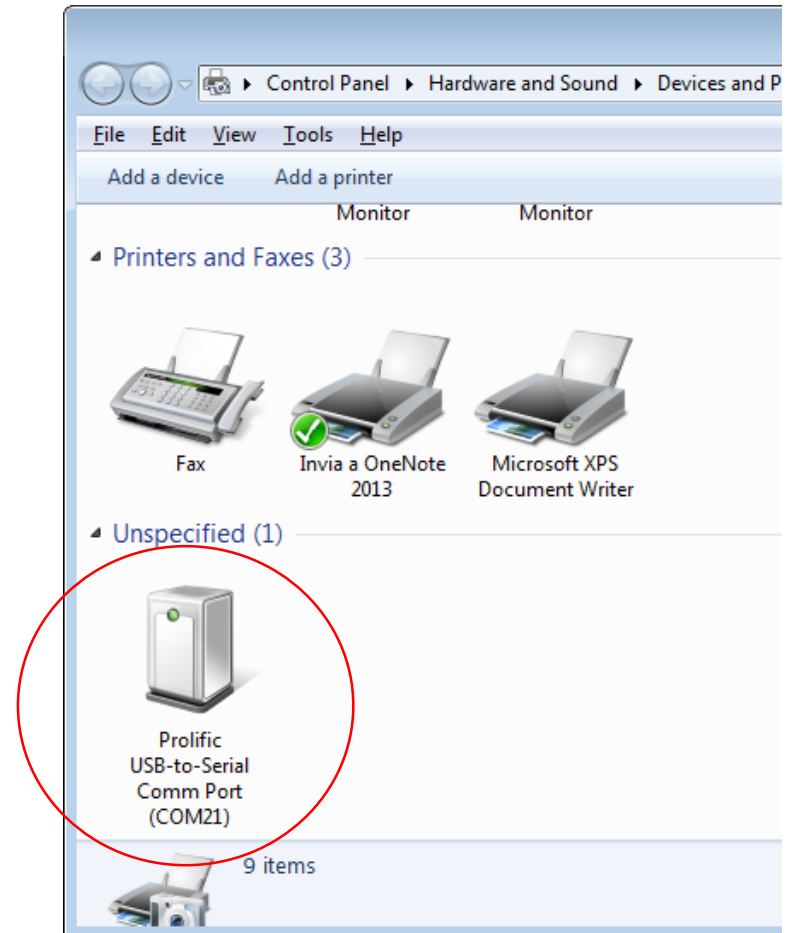 Control Panel Hardware and Sound Devices and P
File Edit View Tools Help
Add a device Add a printer
Monitor Monitor
Printers and Faxes (3)
Fax
Invia a OneNote
2013
Microsoft XPS
Document Writer
Unspecified (1)
Prolific
USB-to-Serial
Comm Port
(COM21)
9 items